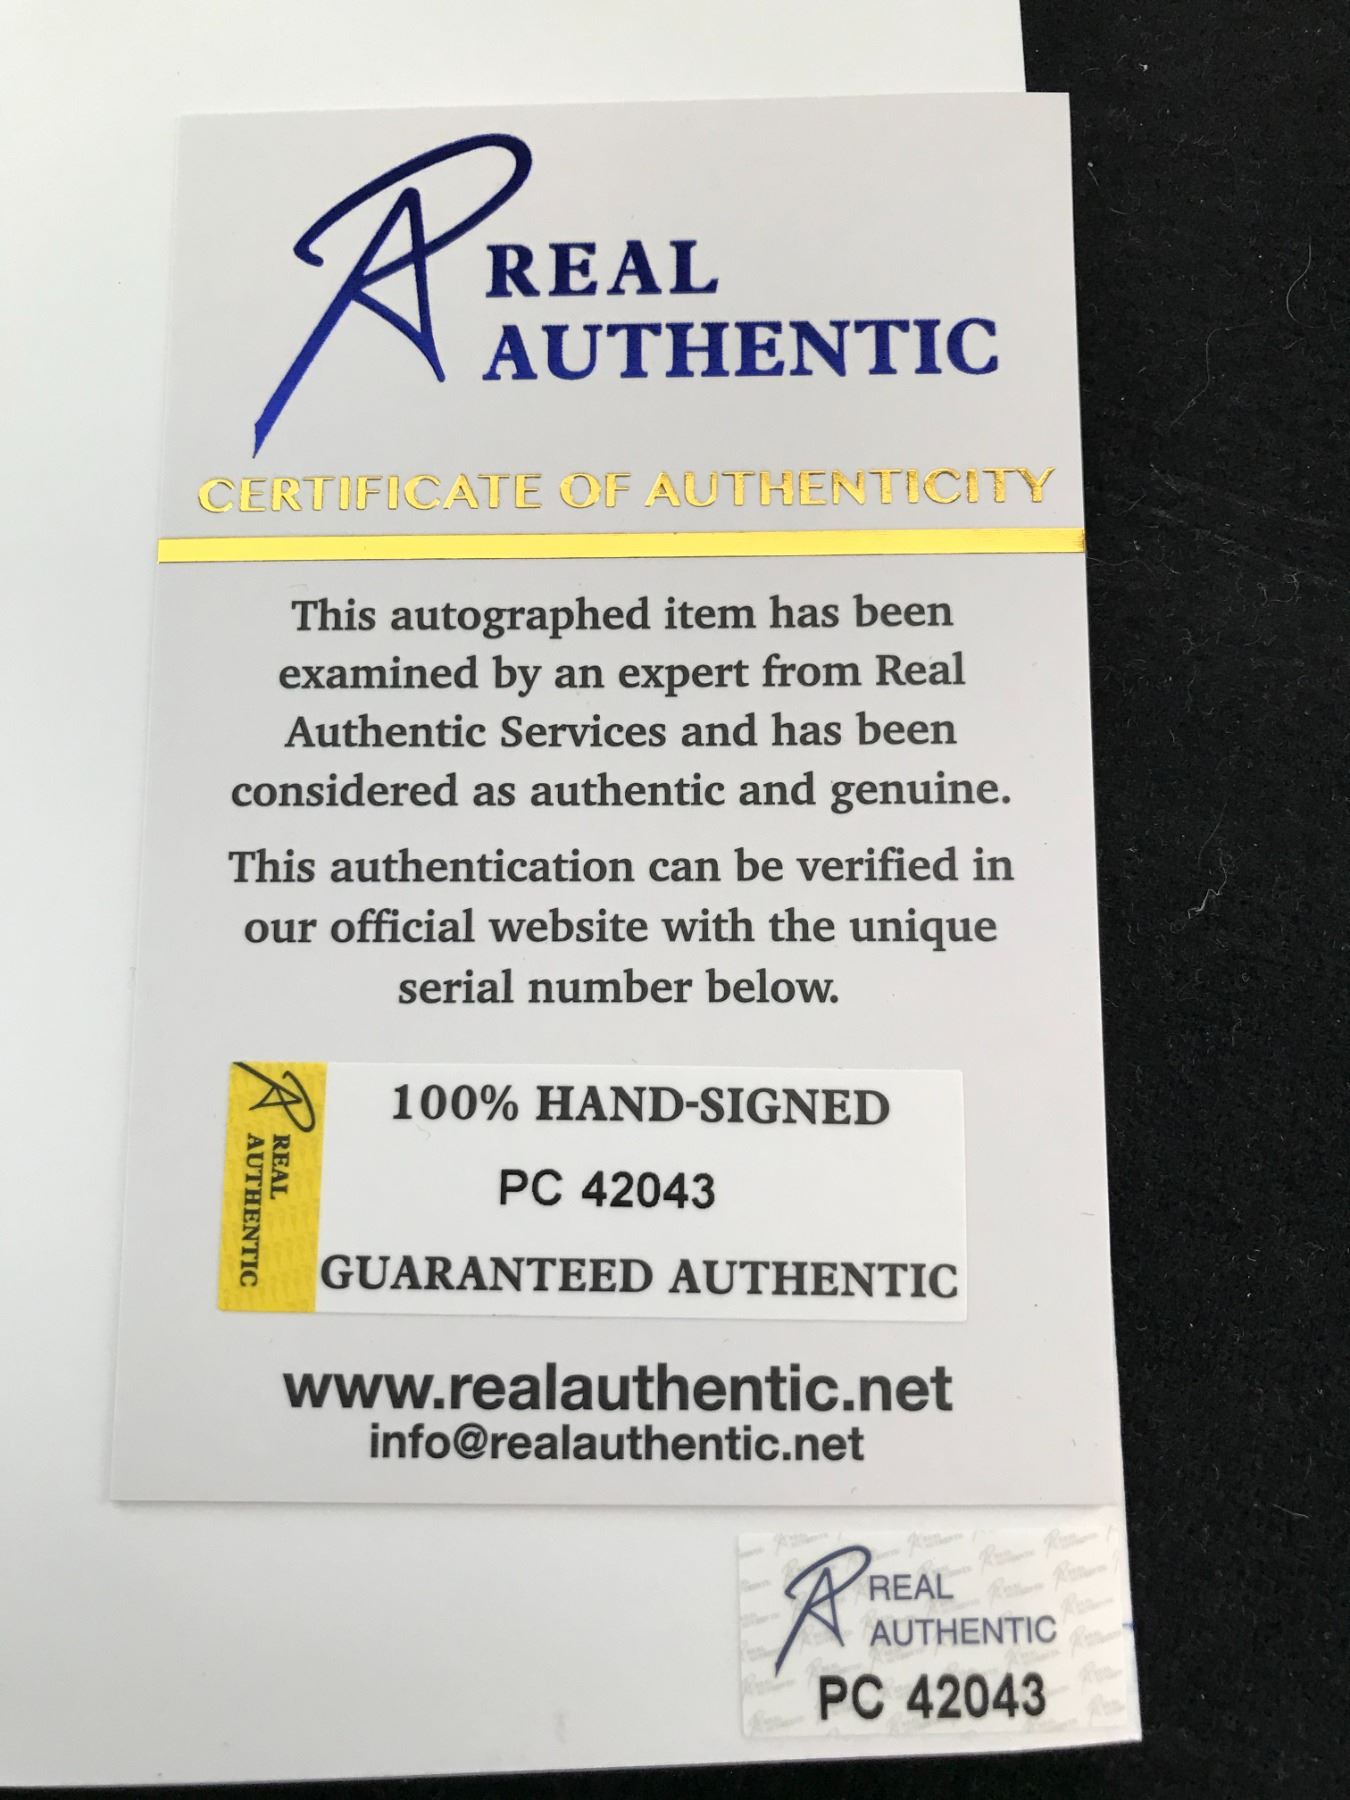 REAL
AUTHENTIC
CERTIFICATE OF AUTHENTICITY
This autographed item has been
examined by an expert from Real
Authentic Services and has been
considered as authentic and genuine.
This authentication can be verified in
our official website with the unique
serial number below.
REAL
AUTHENTIC
100% HAND-SIGNED
PC 42043
GUARANTEED AUTHENTIC
www.realauthentic.net
info@realauthentic.net
REAL
AUTHENTIC
PC 42043